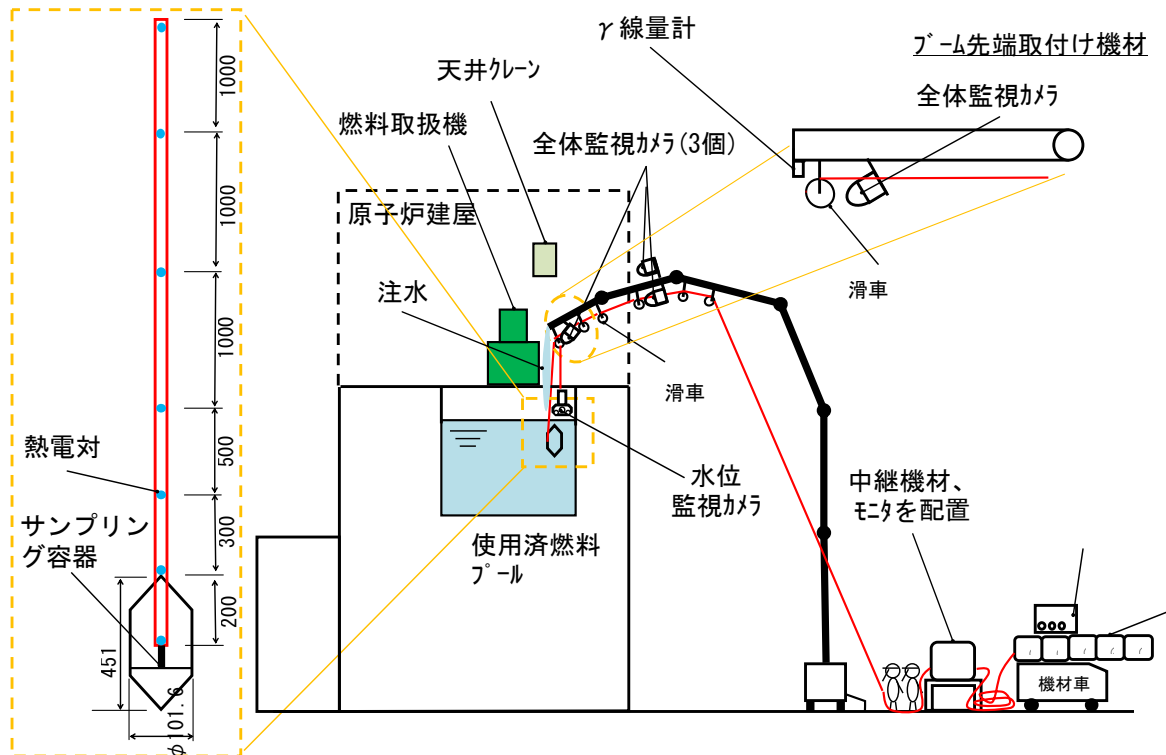 γ線量計
ﾌﾞｰﾑ先端取付け機材
天井ｸﾚｰﾝ
全体監視ｶﾒﾗ
燃料取扱機
全体監視ｶﾒﾗ(3個)
原子炉建屋
滑車
注水
滑車
熱電対
水位
監視ｶﾒﾗ
中継機材、
ﾓﾆﾀを配置
サンプリン
グ容器
使用済燃料
ﾌﾟｰﾙ
機材車
1000
1000
1000
500
300
200
451
φ101.6